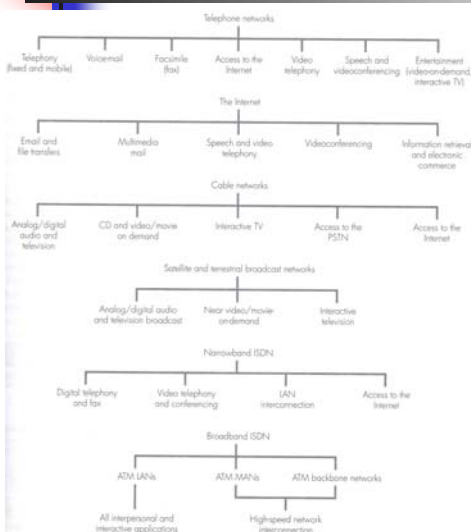 Telephone networks
Telephony
(fixed and mobile)
Voice-mail
Facsimile
(fax)
Access to the
Internet
Video
telephony
Speech and
videoconferencing
Entertainment
(video-on-demand,
interactive TV)
The Internet
Email and
file transfers
Multimedia
mail
Speech and video
telephony
Videoconferencing
Information retrieval
and electronic
commerce
Cable networks
Analog/digital
audio and
television
CD and video/movie
on demand
Interactive TV
Access to the
PSTN
Access to the
Internet
Satellite and terrestrial broadcast networks
Analog/digital audio
and television broadcast
Near video/movie-
on-demand
Interactive
television
Narrowband ISDN
Digital telephony
and fax
Video telephony
and conferencing
LAN
interconnection
Access to the
Internet
Broadband ISDN
ATM LANs
ATM MANs
ATM backbone networks
All interpersonal and
interactive applications
High-speed network
interconnection